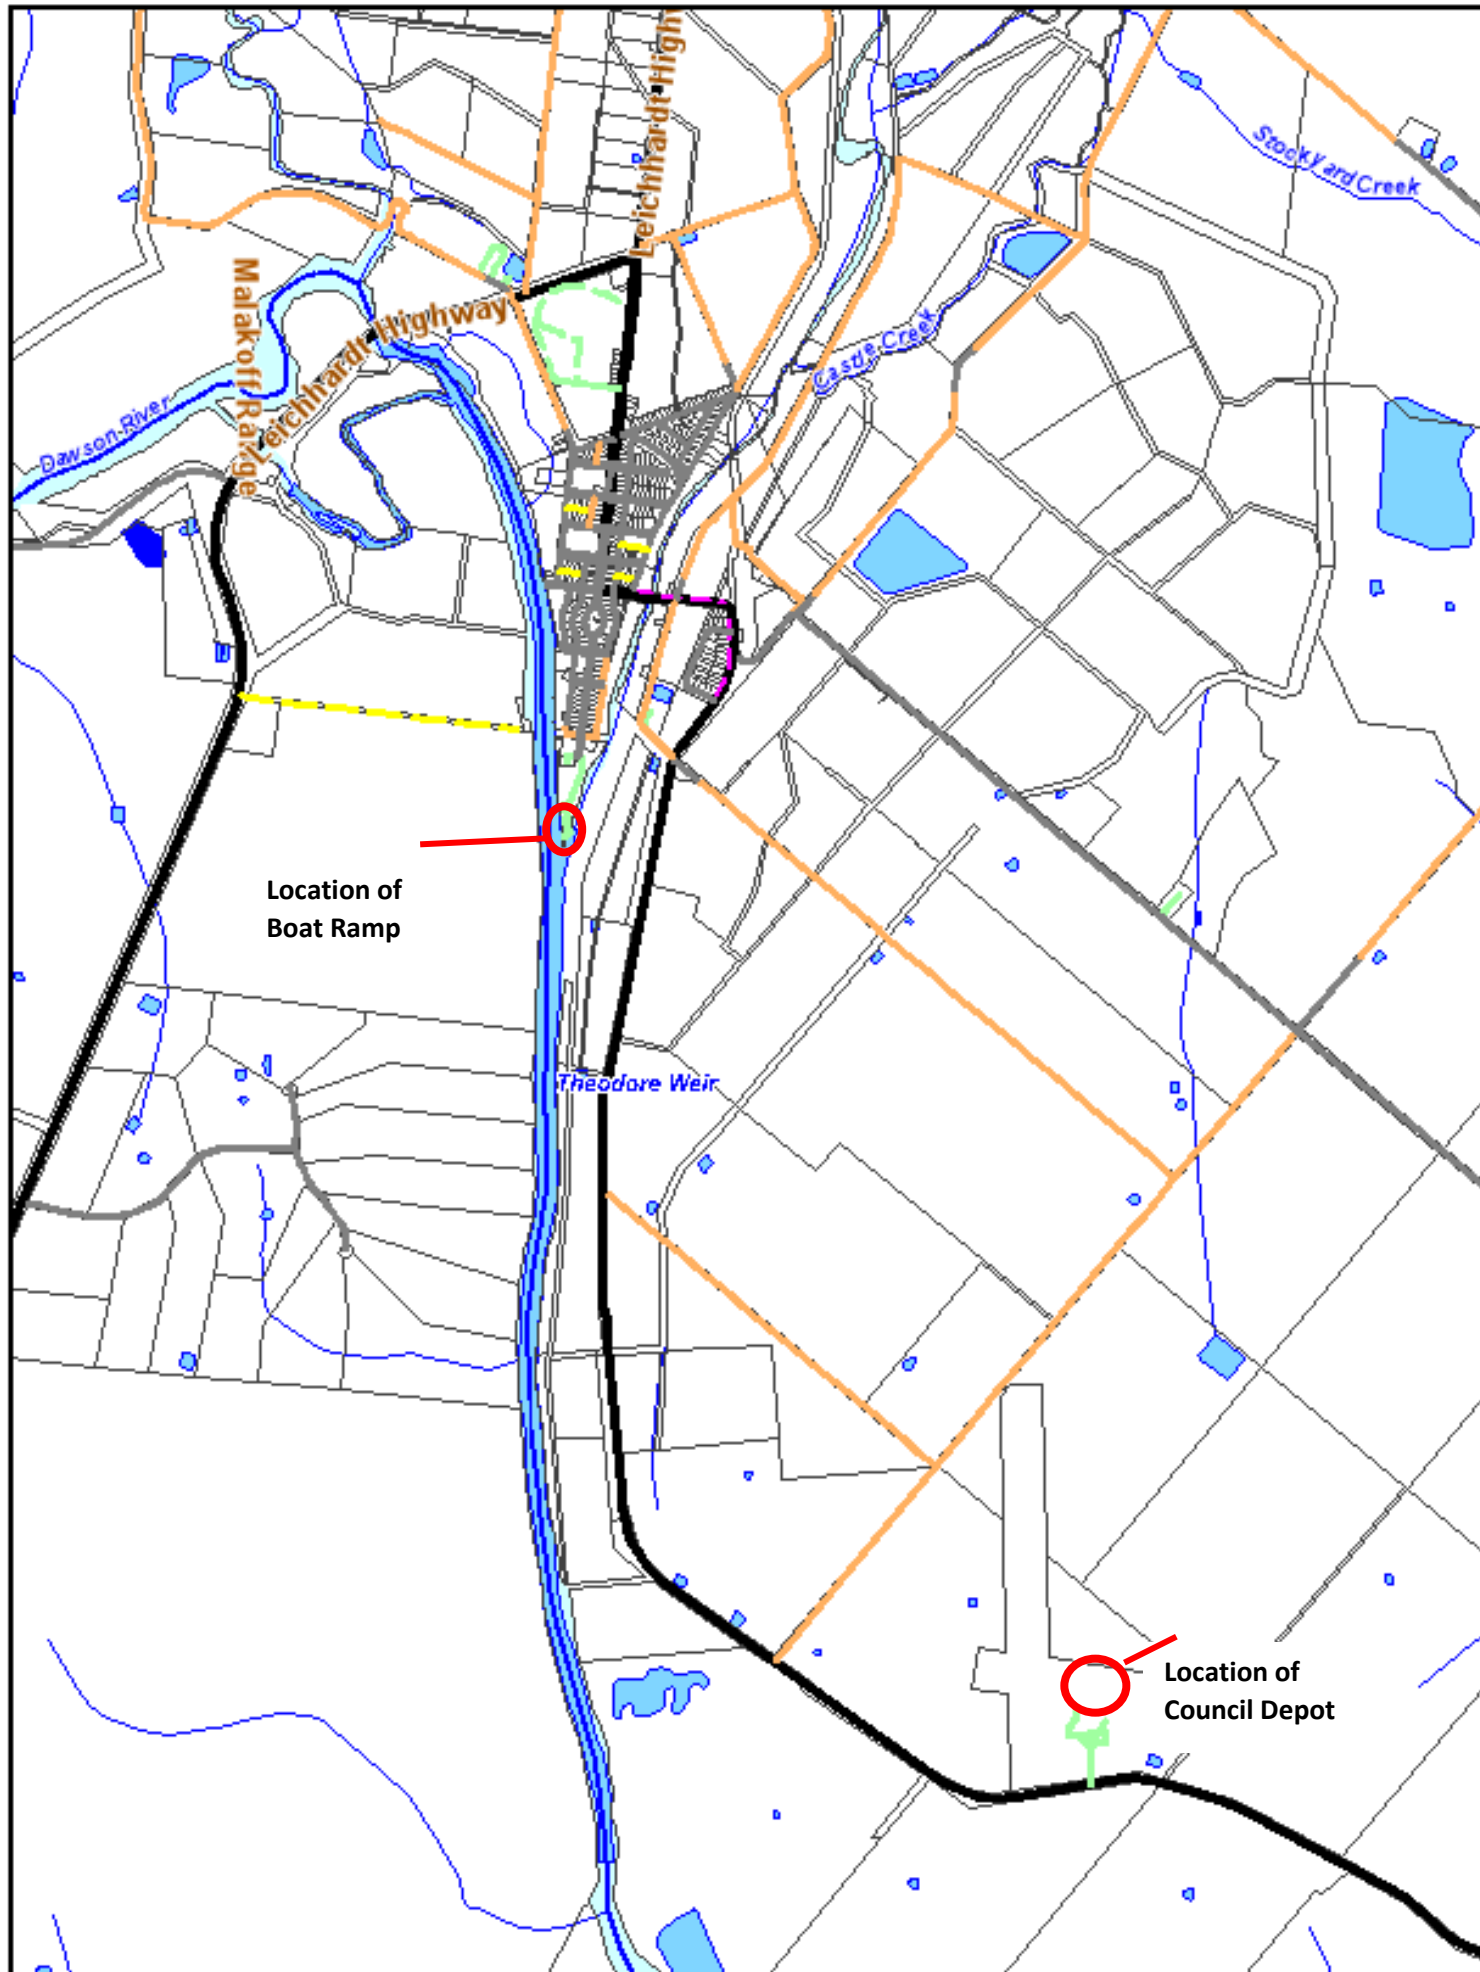 Leichhardt High
Stockyard Creek
Malakoff Range
Leichhardt Highway
Castle Creek
Dawson River
Location of
Boat Ramp
Theodore Weir
Location of
Council Depot